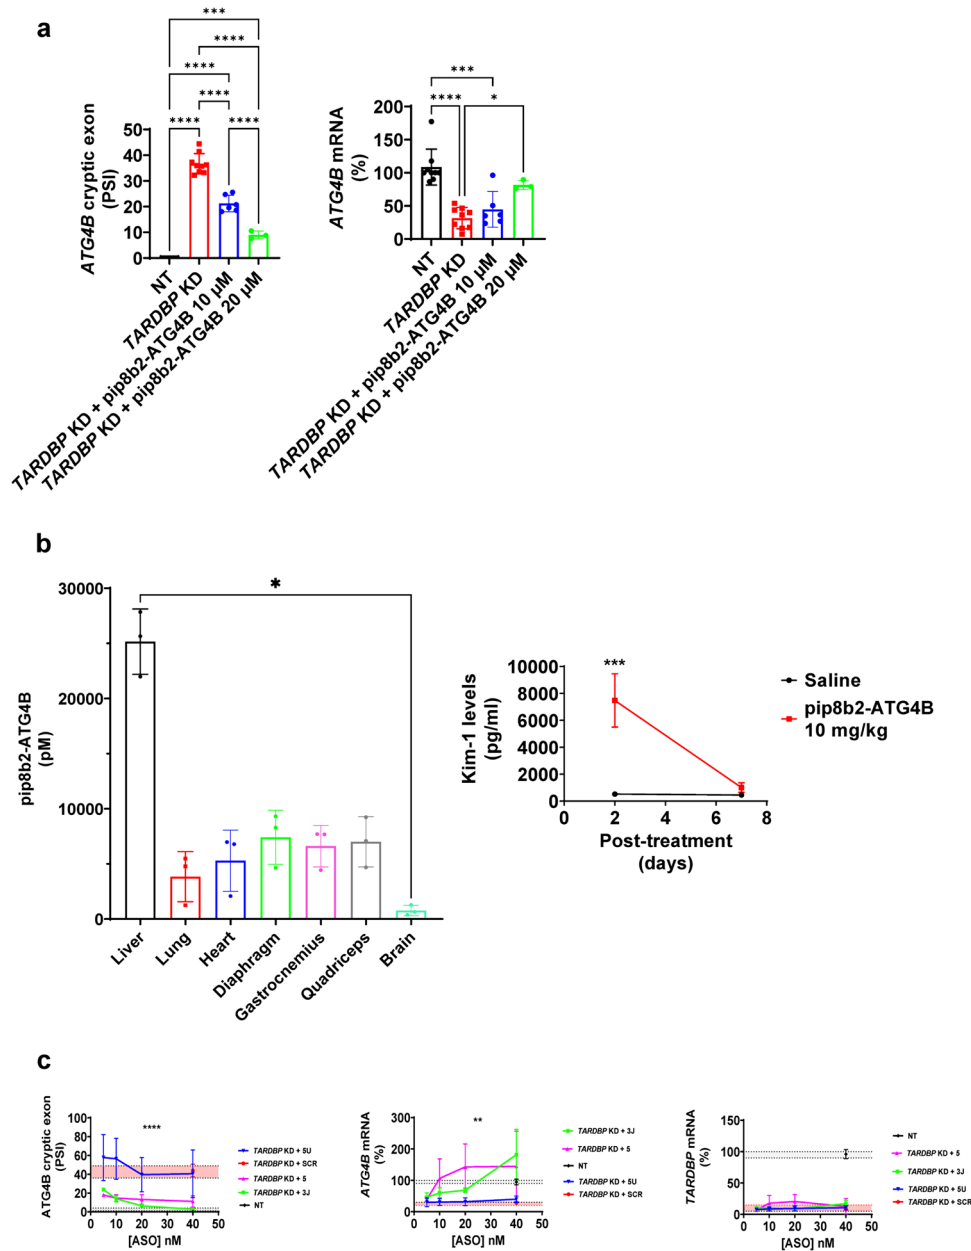 a
***
****
****
****
****
****
ATG4B cryptic exon
(PSI)
50
40
30
20
10
0
NT
TARDBP KD
TARDBP KD + pip8b2-ATG4B 10 µM
TARDBP KD + pip8b2-ATG4B 20 µM
***
****
*
ATG4B mRNA
(%)
200
150
100
50
0
NT
TARDBP KD
TARDBP KD + pip8b2-ATG4B 10 µM
TARDBP KD + pip8b2-ATG4B 20 µM
b
*
pip8b2-ATG4B
(pM)
30000
20000
10000
0
Liver
Lung
Heart
Diaphragm
Gastrocnemius
Quadriceps
Brain
***
Kim-1 levels
(pg/ml)
10000
8000
6000
4000
2000
0
0
2
4
6
8
Post-treatment
(days)
Saline
pip8b2-ATG4B
10 mg/kg
c
****
ATG4B cryptic exon
(PSI)
100
80
60
40
20
0
0
10
20
30
40
50
[ASO] nM
TARDBP KD + 5U
TARDBP KD + SCR
TARDBP KD + 5
TARDBP KD + 3J
NT
**
ATG4B mRNA
(%)
300
200
100
0
0
10
20
30
40
50
[ASO] nM
TARDBP KD + 3J
TARDBP KD + 5
NT
TARDBP KD + 5U
TARDBP KD + SCR
TARDBP mRNA
(%)
150
100
50
0
0
10
20
30
40
50
[ASO] nM
NT
TARDBP KD + 5
TARDBP KD + 3J
TARDBP KD + 5U
TARDBP KD + SCR